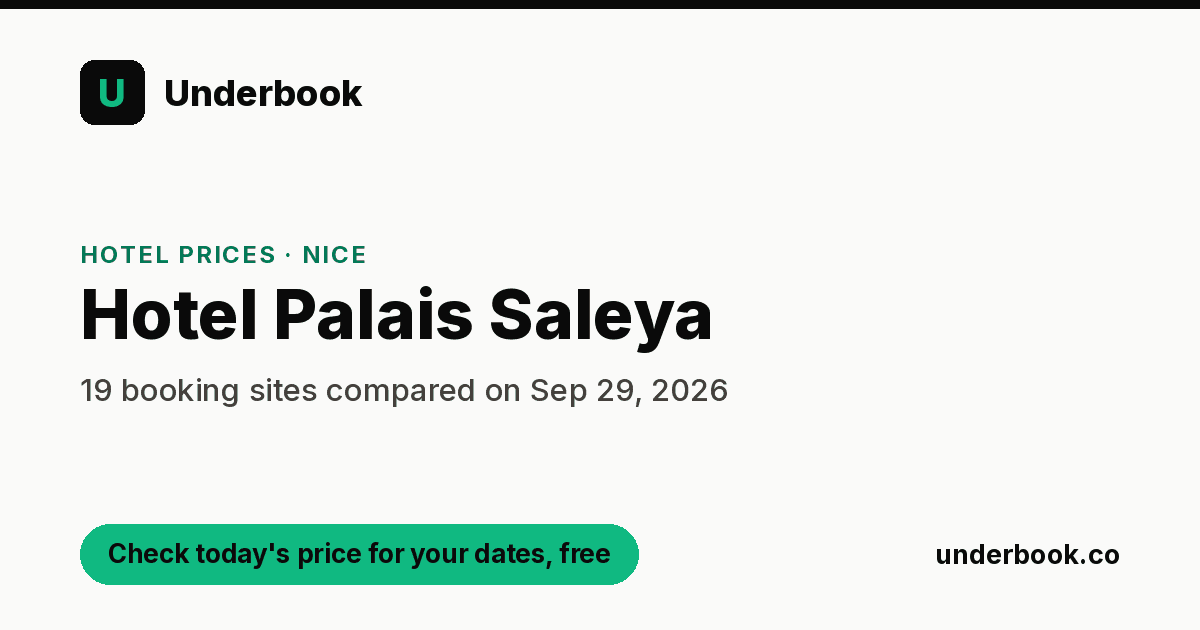 U Underbook
HOTEL PRICES · NICE
Hotel Palais Saleya
19 booking sites compared on Sep 29, 2026
Check today's price for your dates, free
underbook.co